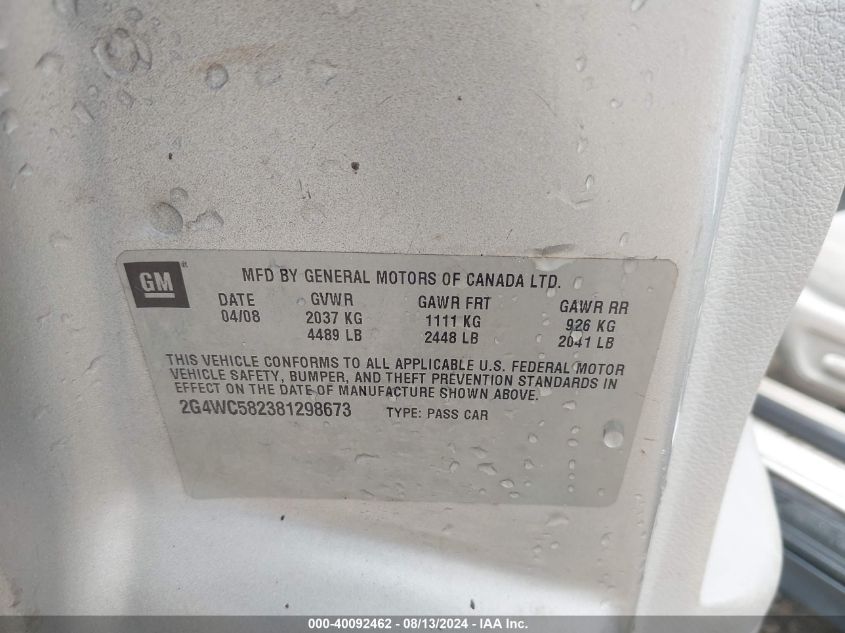 GM
MFD BY GENERAL MOTORS OF CANADA LTD.
DATE GVWR GAWR FRT GAWR RR
04/08 2037 KG 1111 KG 926 KG
4489 LB 2448 LB 2041 LB
THIS VEHICLE CONFORMS TO ALL APPLICABLE U.S. FEDERAL MOTOR
VEHICLE SAFETY, BUMPER, AND THEFT PREVENTION STANDARDS IN
EFFECT ON THE DATE OF MANUFACTURE SHOWN ABOVE.
2G4WC582381298673 TYPE: PASS CAR
000-40092462 - 08/13/2024 - IAA Inc.